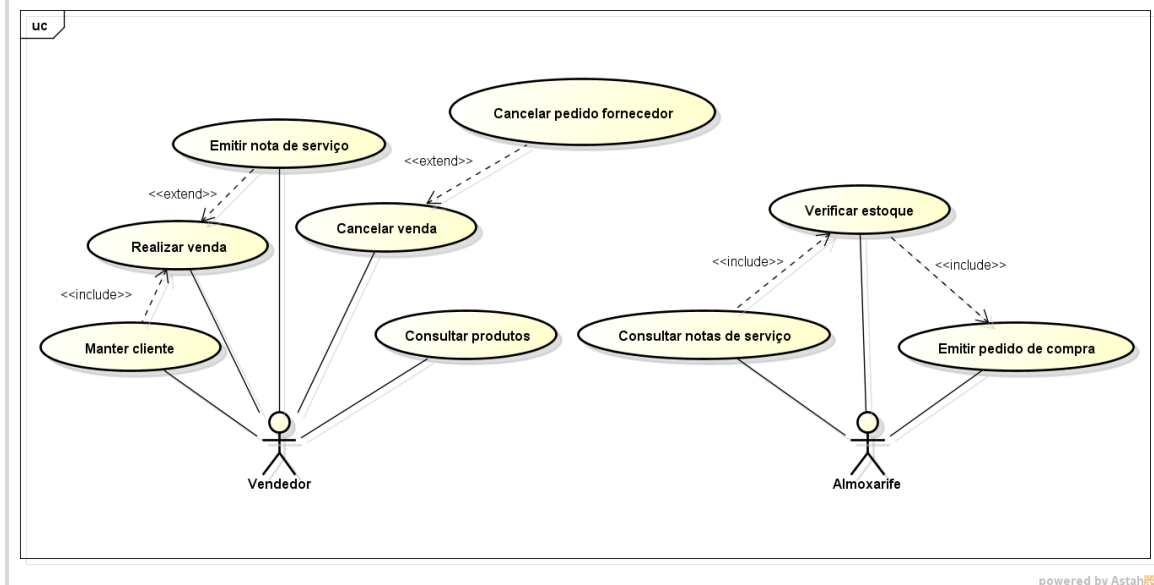 uc
Cancelar pedido fornecedor
Emitir nota de serviço
<<extend>>
<<extend>>
Verificar estoque
Cancelar venda
Realizar venda
<<include>>
<<include>>
<<include>>
Consultar produtos
Consultar notas de serviço
Manter cliente
Emitir pedido de compra
Vendedor
Almoxarife
powered by Astah